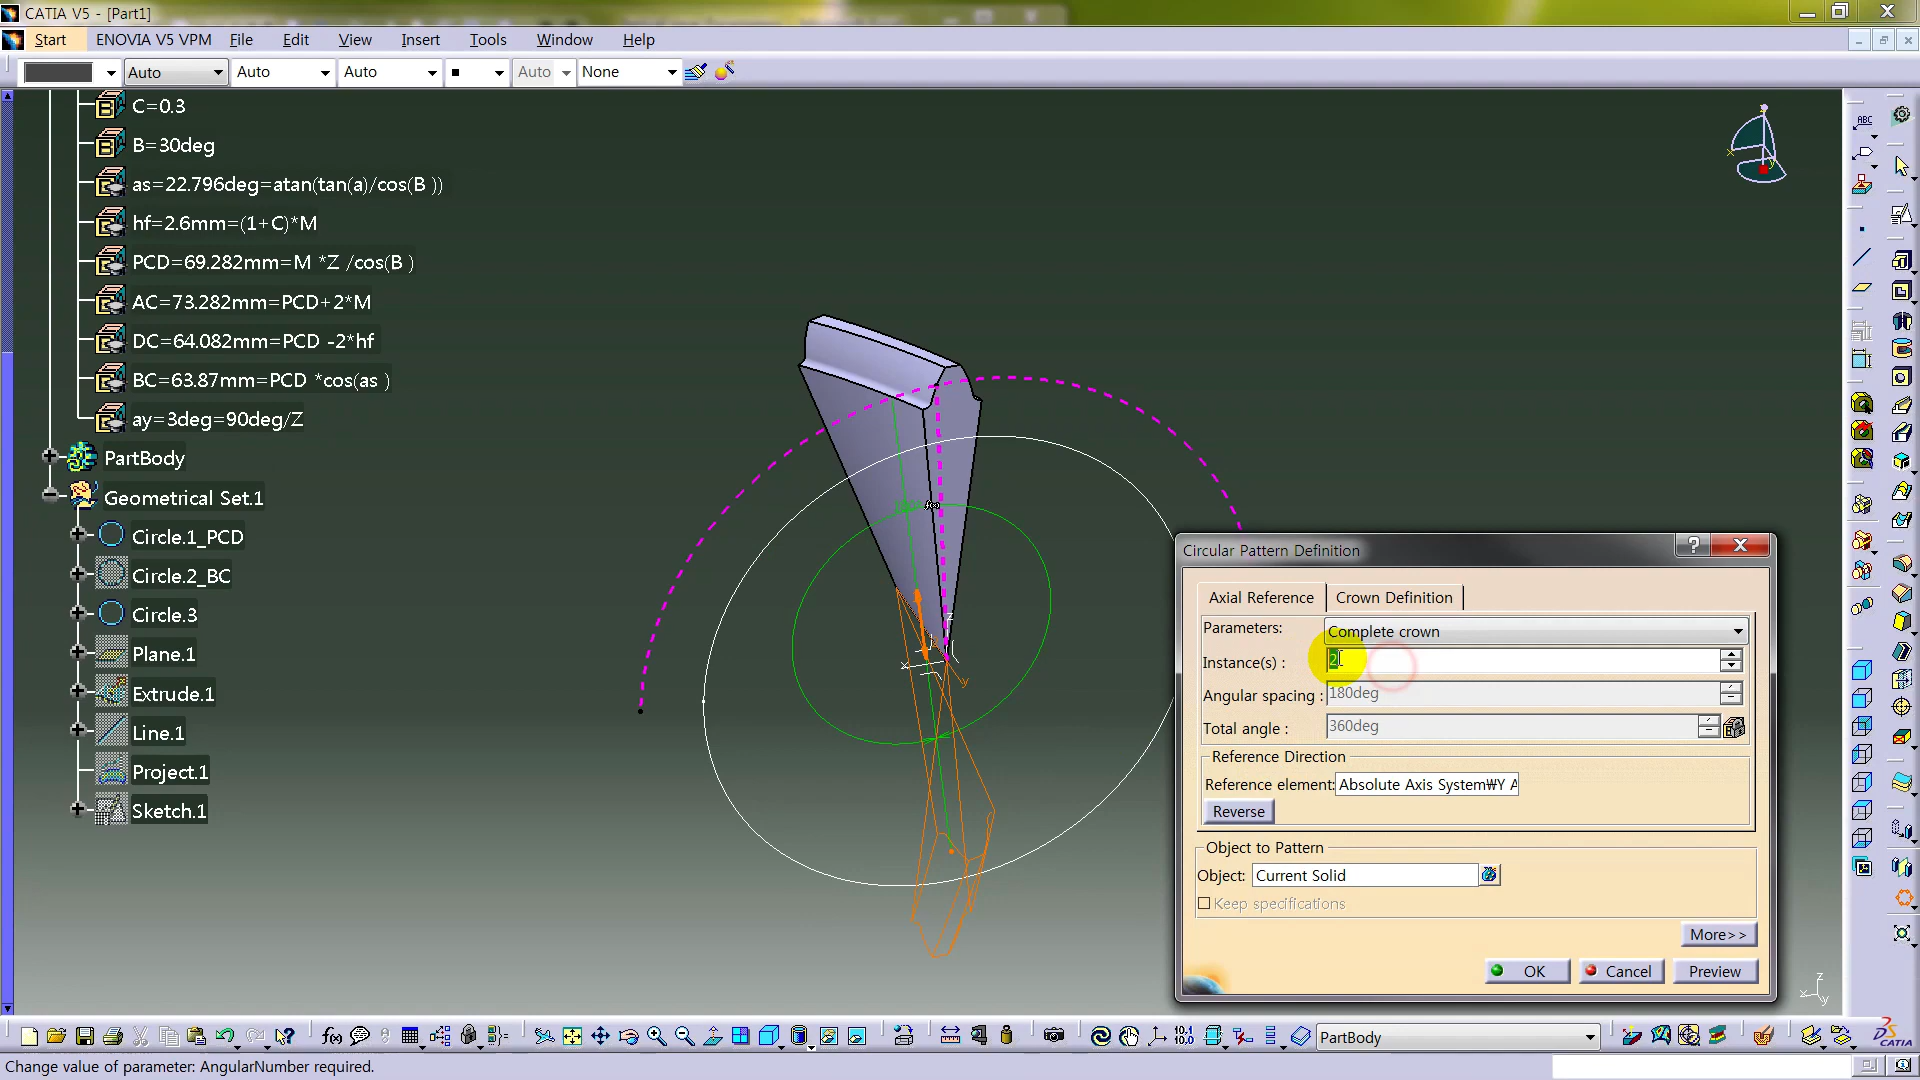 CATIA V5 - [Part1]
Start ENOVIA V5 VPM File Edit View Insert Tools Window Help
Auto Auto Auto Auto None
C=0.3
B=30deg
as=22.796deg=atan(tan(a)/cos(B ))
hf=2.6mm=(1+C)*M
PCD=69.282mm=M *Z /cos(B )
AC=73.282mm=PCD+2*M
DC=64.082mm=PCD -2*hf
BC=63.87mm=PCD *cos(as )
ay=3deg=90deg/Z
PartBody
Geometrical Set.1
Circle.1_PCD
Circle.2_BC
Circle.3
Plane.1
Extrude.1
Line.1
Project.1
Sketch.1
Circular Pattern Definition
Axial Reference Crown Definition
Parameters: Complete crown
Instance(s) : 2
Angular spacing : 180deg
Total angle : 360deg
Reference Direction
Reference element: Absolute Axis System₩Y A
Reverse
Object to Pattern
Object: Current Solid
Keep specifications
More>>
OK Cancel Preview
PartBody
Change value of parameter: AngularNumber required.